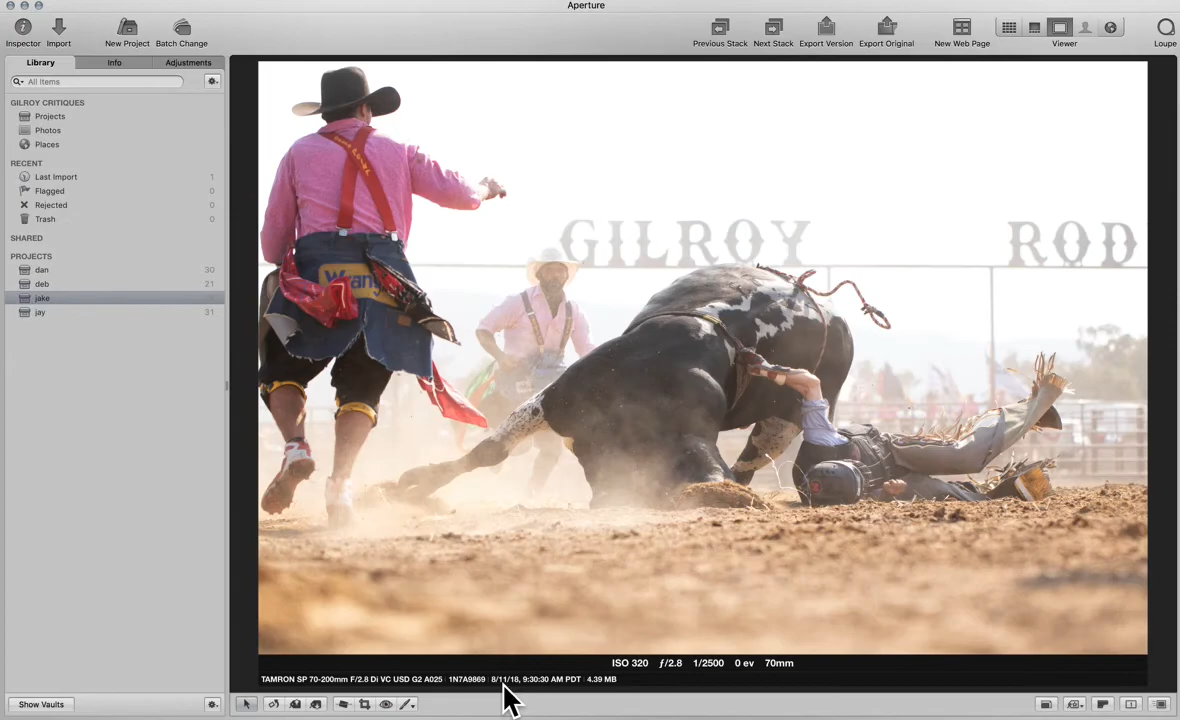 Aperture
Inspector
Import
New Project
Batch Change
Previous Stack
Next Stack
Export Version
Export Original
New Web Page
Viewer
Loupe
Library
Info
Adjustments
All Items
GILROY CRITIQUES
Projects
Photos
Places
RECENT
Last Import 1
Flagged 0
Rejected 0
Trash 0
SHARED
PROJECTS
dan 30
deb 21
jake
jay 31
GILROY ROD
Wran
ISO 320 ƒ/2.8 1/2500 0 ev 70mm
TAMRON SP 70-200mm F/2.8 Di VC USD G2 A025 1N7A9869 8/11/18, 9:30:30 AM PDT 4.39 MB
Show Vaults